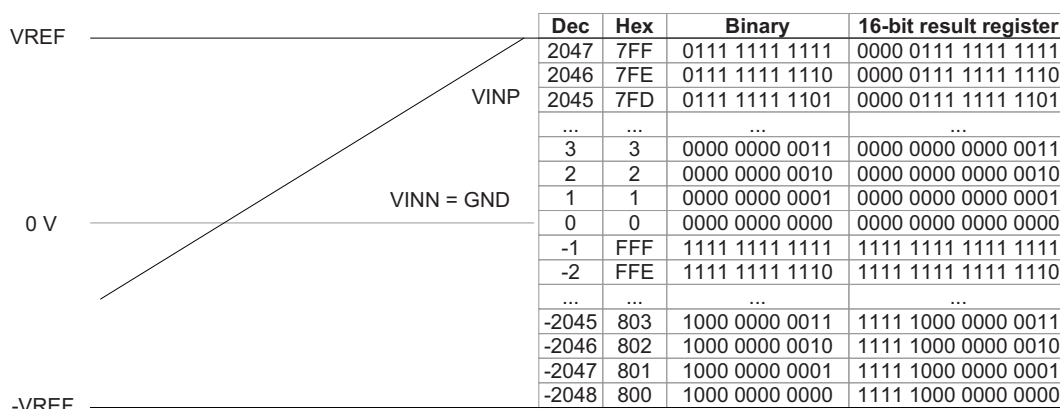 VREF
VINP
VINN = GND
0 V
-VREF
Dec Hex Binary 16-bit result register
2047 7FF 0111 1111 1111 0000 0111 1111 1111
2046 7FE 0111 1111 1110 0000 0111 1111 1110
2045 7FD 0111 1111 1101 0000 0111 1111 1101
... ... ... ...
3 3 0000 0000 0011 0000 0000 0000 0011
2 2 0000 0000 0010 0000 0000 0000 0010
1 1 0000 0000 0001 0000 0000 0000 0001
0 0 0000 0000 0000 0000 0000 0000 0000
-1 FFF 1111 1111 1111 1111 1111 1111 1111
-2 FFE 1111 1111 1110 1111 1111 1111 1110
... ... ... ...
-2045 803 1000 0000 0011 1111 1000 0000 0011
-2046 802 1000 0000 0010 1111 1000 0000 0010
-2047 801 1000 0000 0001 1111 1000 0000 0001
-2048 800 1000 0000 0000 1111 1000 0000 0000